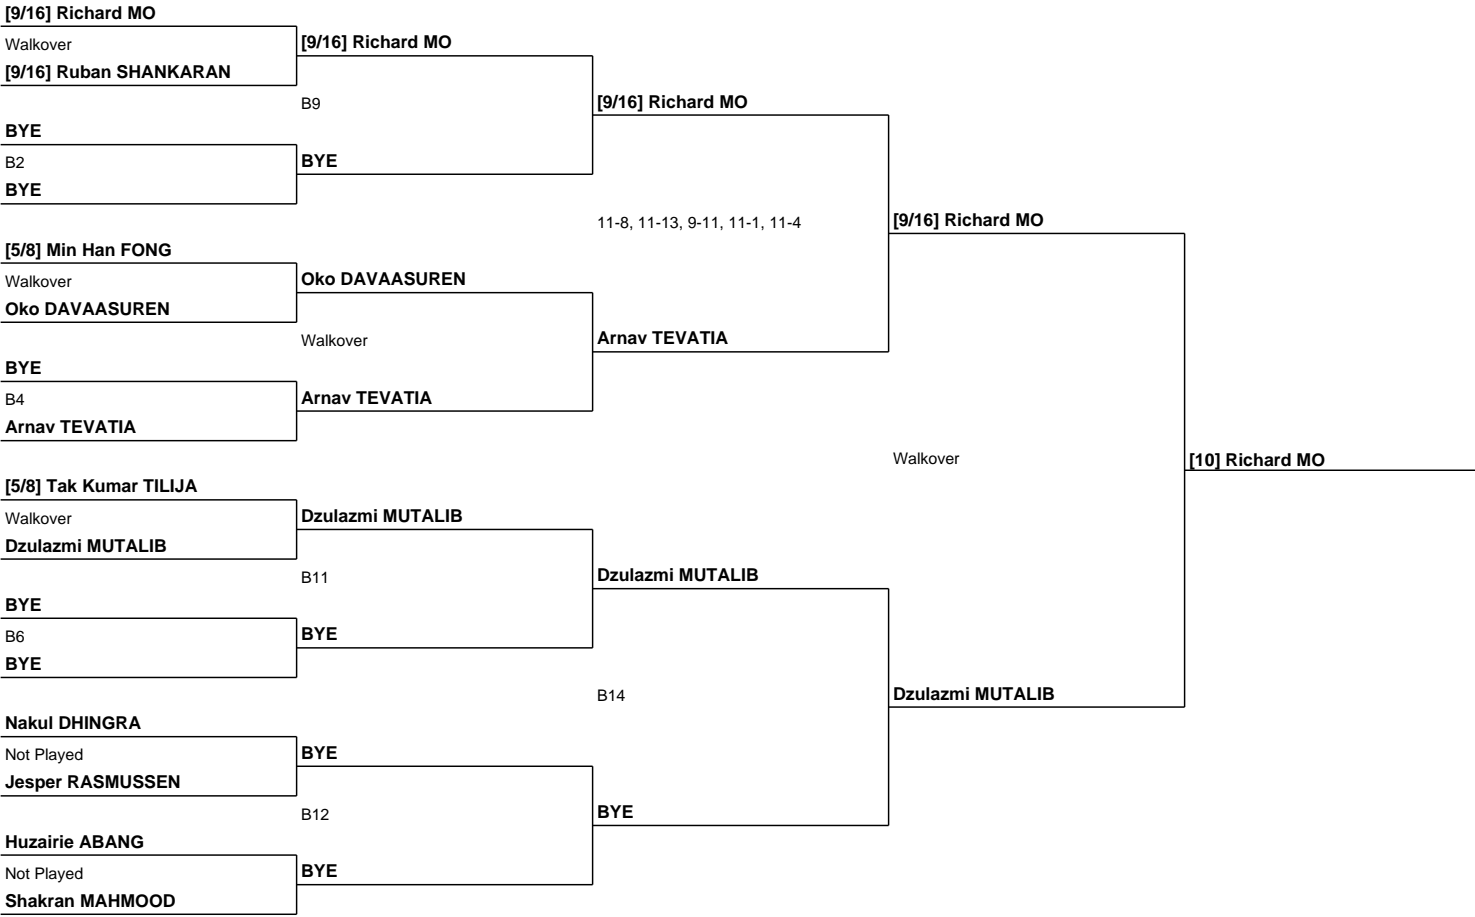 [9/16] Richard MO
Walkover
[9/16] Ruban SHANKARAN
BYE
B2
BYE
[5/8] Min Han FONG
Walkover
Oko DAVAASUREN
BYE
B4
Arnav TEVATIA
[5/8] Tak Kumar TILIJA
Walkover
Dzulazmi MUTALIB
BYE
B6
BYE
Nakul DHINGRA
Not Played
Jesper RASMUSSEN
Huzairie ABANG
Not Played
Shakran MAHMOOD
[9/16] Richard MO
B9
BYE
Oko DAVAASUREN
Walkover
Arnav TEVATIA
Dzulazmi MUTALIB
B11
BYE
BYE
B12
BYE
[9/16] Richard MO
11-8, 11-13, 9-11, 11-1, 11-4
Arnav TEVATIA
Dzulazmi MUTALIB
B14
BYE
[9/16] Richard MO
Walkover
Dzulazmi MUTALIB
[10] Richard MO